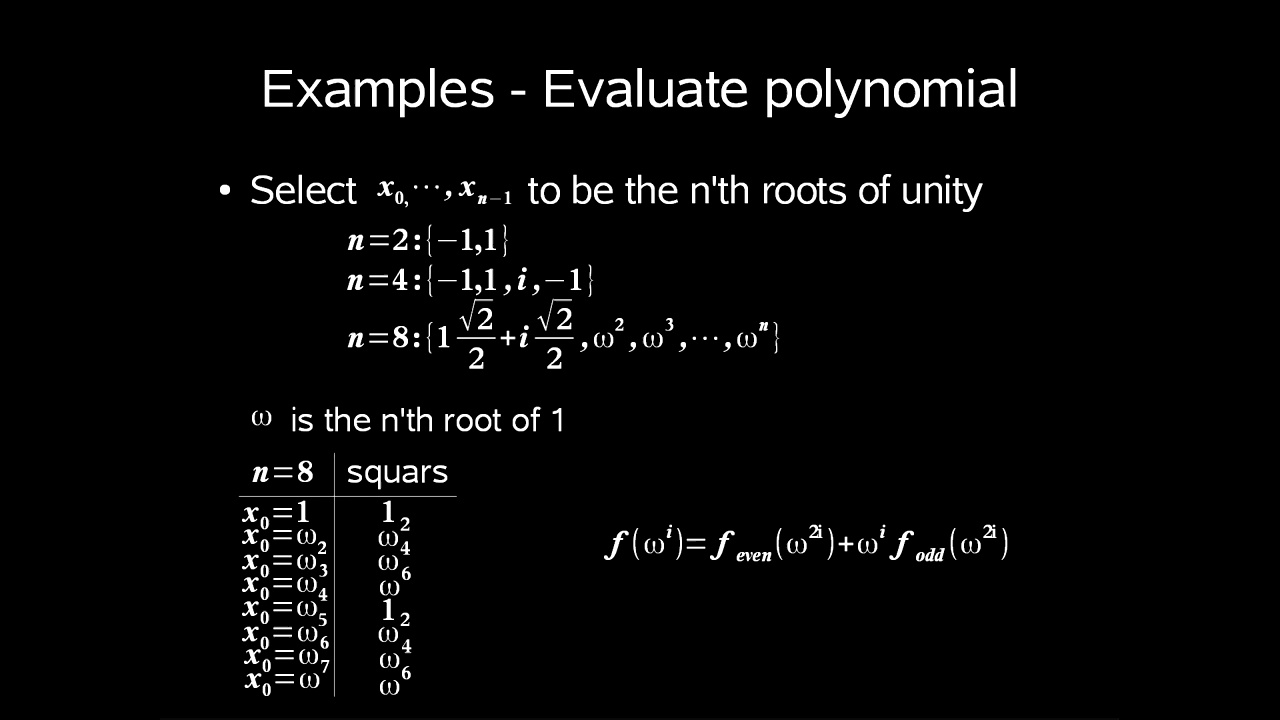 Examples - Evaluate polynomial
• Select x₀,⋯,xₙ₋₁ to be the n'th roots of unity
n=2:{−1,1}
n=4:{−1,1,i,−1}
n=8:{1 √2/2+i √2/2,ω²,ω³,⋯,ωⁿ}
ω is the n'th root of 1
n=8 squars
x₀=1 1
x₀=ω ω²
x₀=ω² ω⁴
x₀=ω³ ω⁶
x₀=ω⁴ 1
x₀=ω⁵ ω²
x₀=ω⁶ ω⁴
x₀=ω⁷ ω⁶
f(ωⁱ)=f_even(ω²ⁱ)+ωⁱ f_odd(ω²ⁱ)